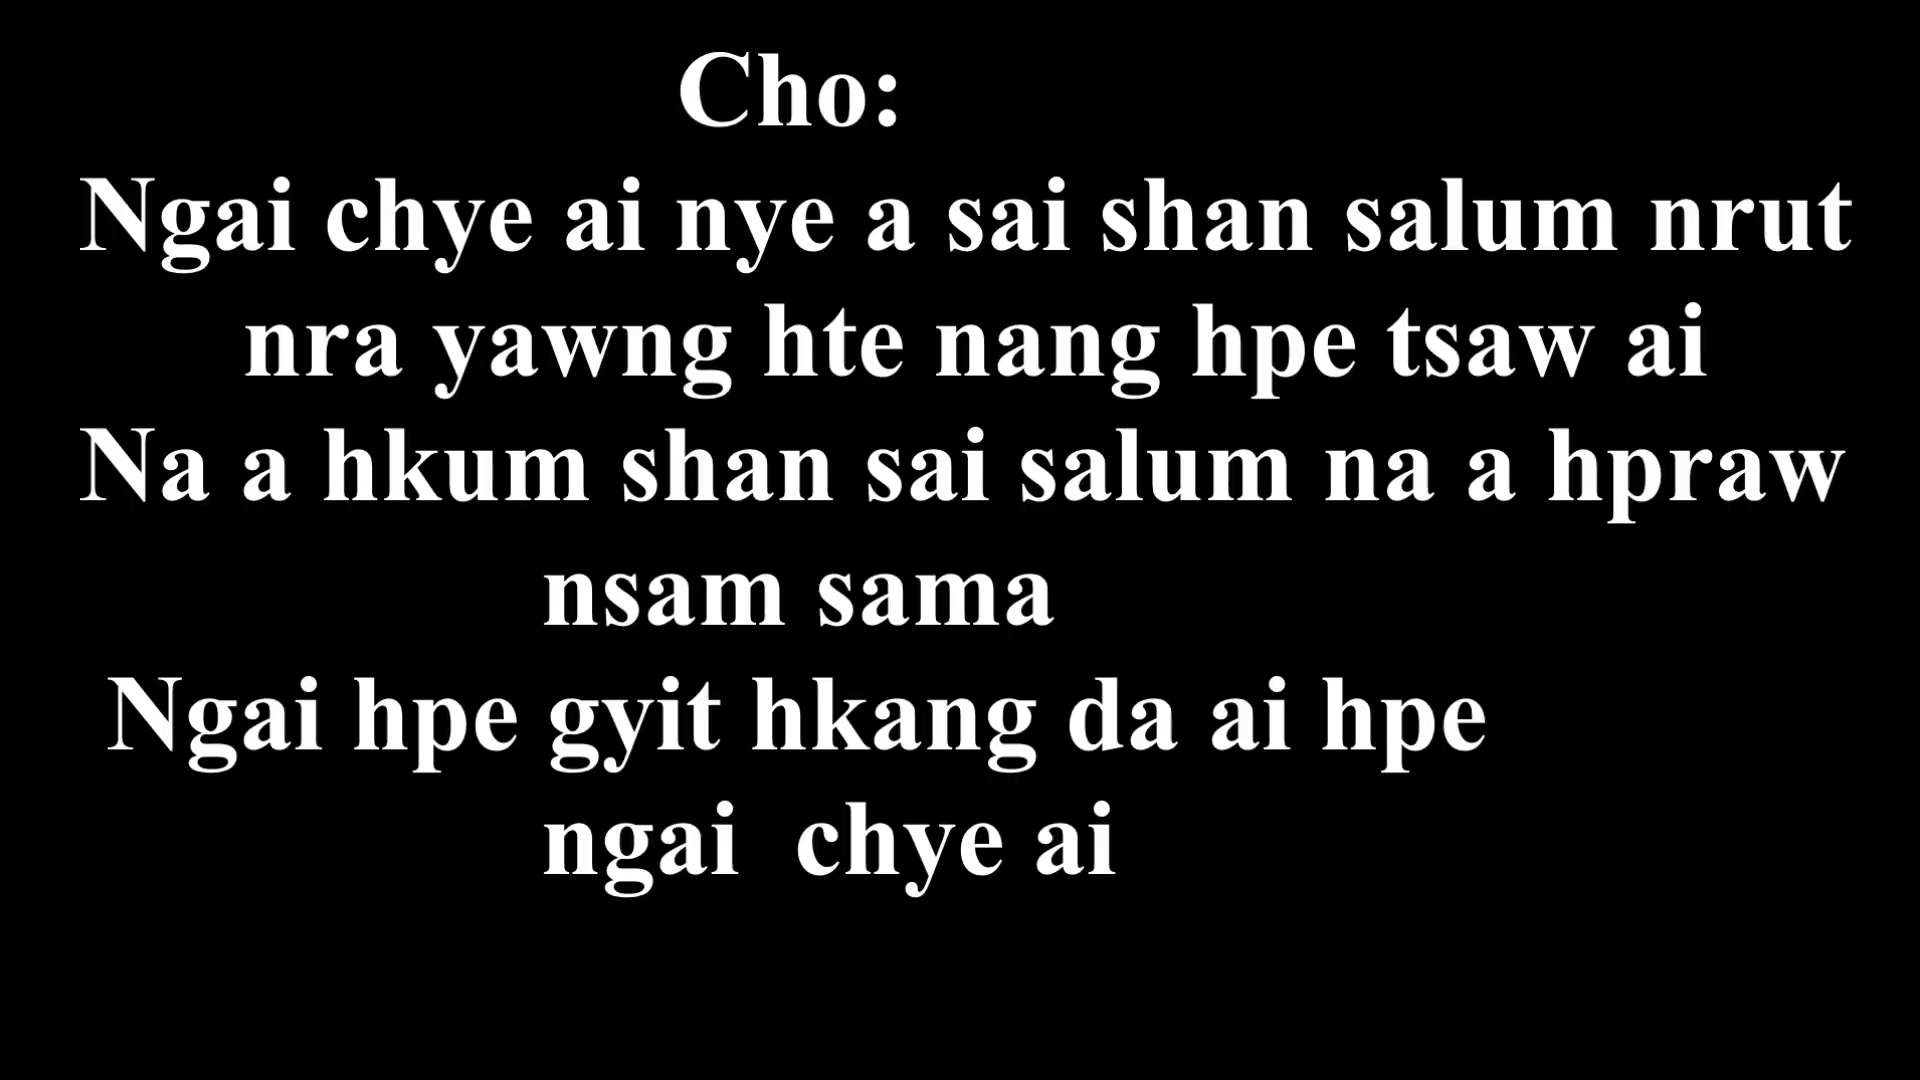 Cho:
Ngai chye ai nye a sai shan salum nrut
nra yawng hte nang hpe tsaw ai
Na a hkum shan sai salum na a hpraw
nsam sama
Ngai hpe gyit hkang da ai hpe
ngai chye ai